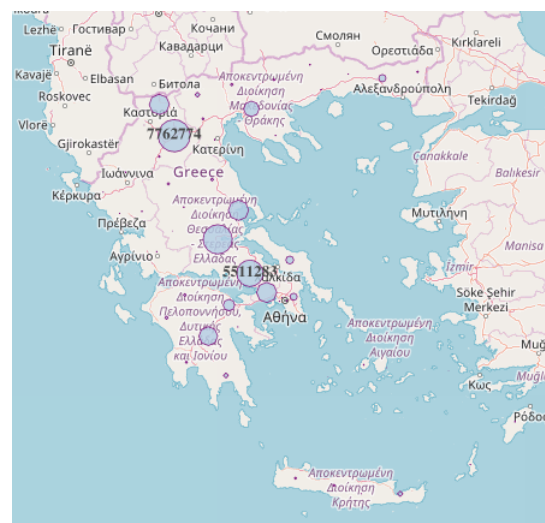 Lezhë
Гостивар
Кочани
Tiranë
Кавадарци
Смолян
Ορεστιάδα
Kırklareli
Kavajë
Elbasan
Битола
Αποκεντρωμένη
Διοίκηση
Μακεδονίας
Θράκης
Αλεξανδρούπολη
Roskovec
Καστοριά
Tekirdağ
Vlorë
7762774
Gjirokastër
Κατερίνη
Çanakkale
Ιωάννινα
Greece
Balıkesir
Κέρκυρα
Αποκεντρωμένη
Διοίκηση
Θεσσαλίας
Στερεάς
Ελλάδας
Πρέβεζα
Μυτιλήνη
Αγρίνιο
Manisa
5511283
İzmir
Αποκεντρωμένη
Διοίκηση
Πελοποννήσου,
Δυτικής
Ελλάδας
και Ιονίου
Αθήνα
Söke
Şehir
Merkezi
Αποκεντρωμένη
Διοίκηση
Αιγαίου
Muğ
Κως
Muğl
Ρόδο
Αποκεντρωμένη
Διοίκηση
Κρήτης